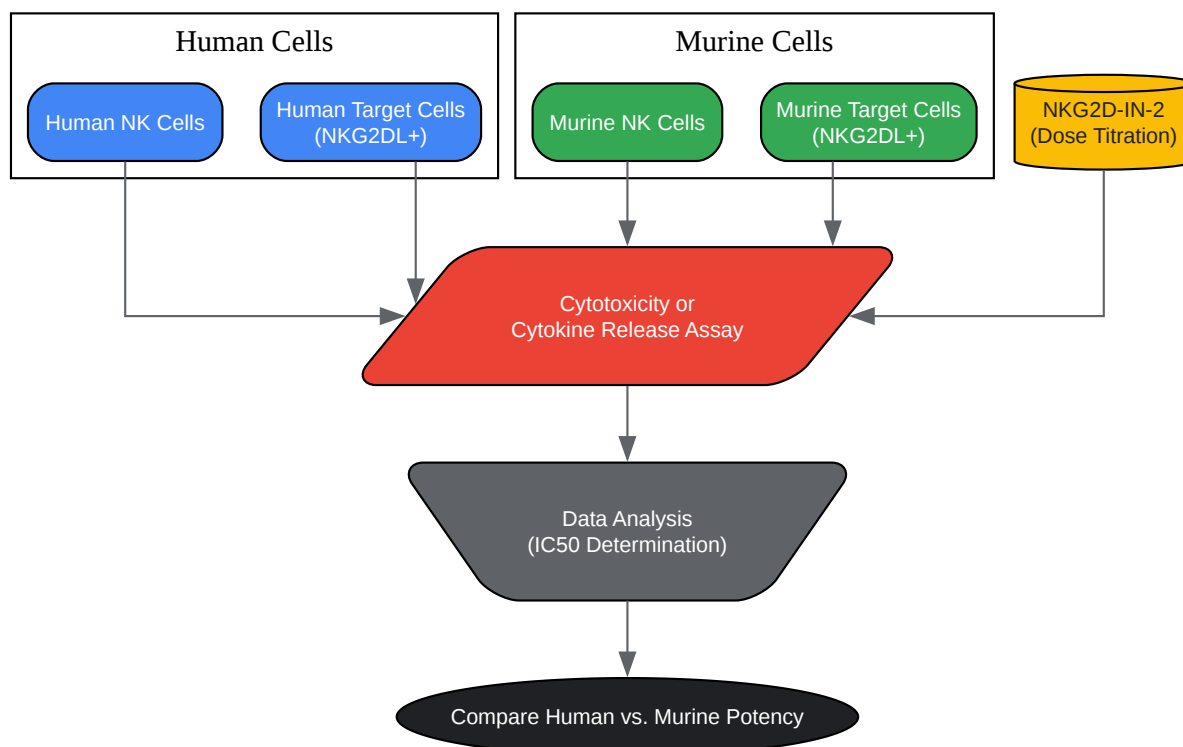 Human Cells
Murine Cells
Human NK Cells
Human Target Cells
(NKG2DL+)
Murine NK Cells
Murine Target Cells
(NKG2DL+)
NKG2D-IN-2
(Dose Titration)
Cytotoxicity or
Cytokine Release Assay
Data Analysis
(IC50 Determination)
Compare Human vs. Murine Potency